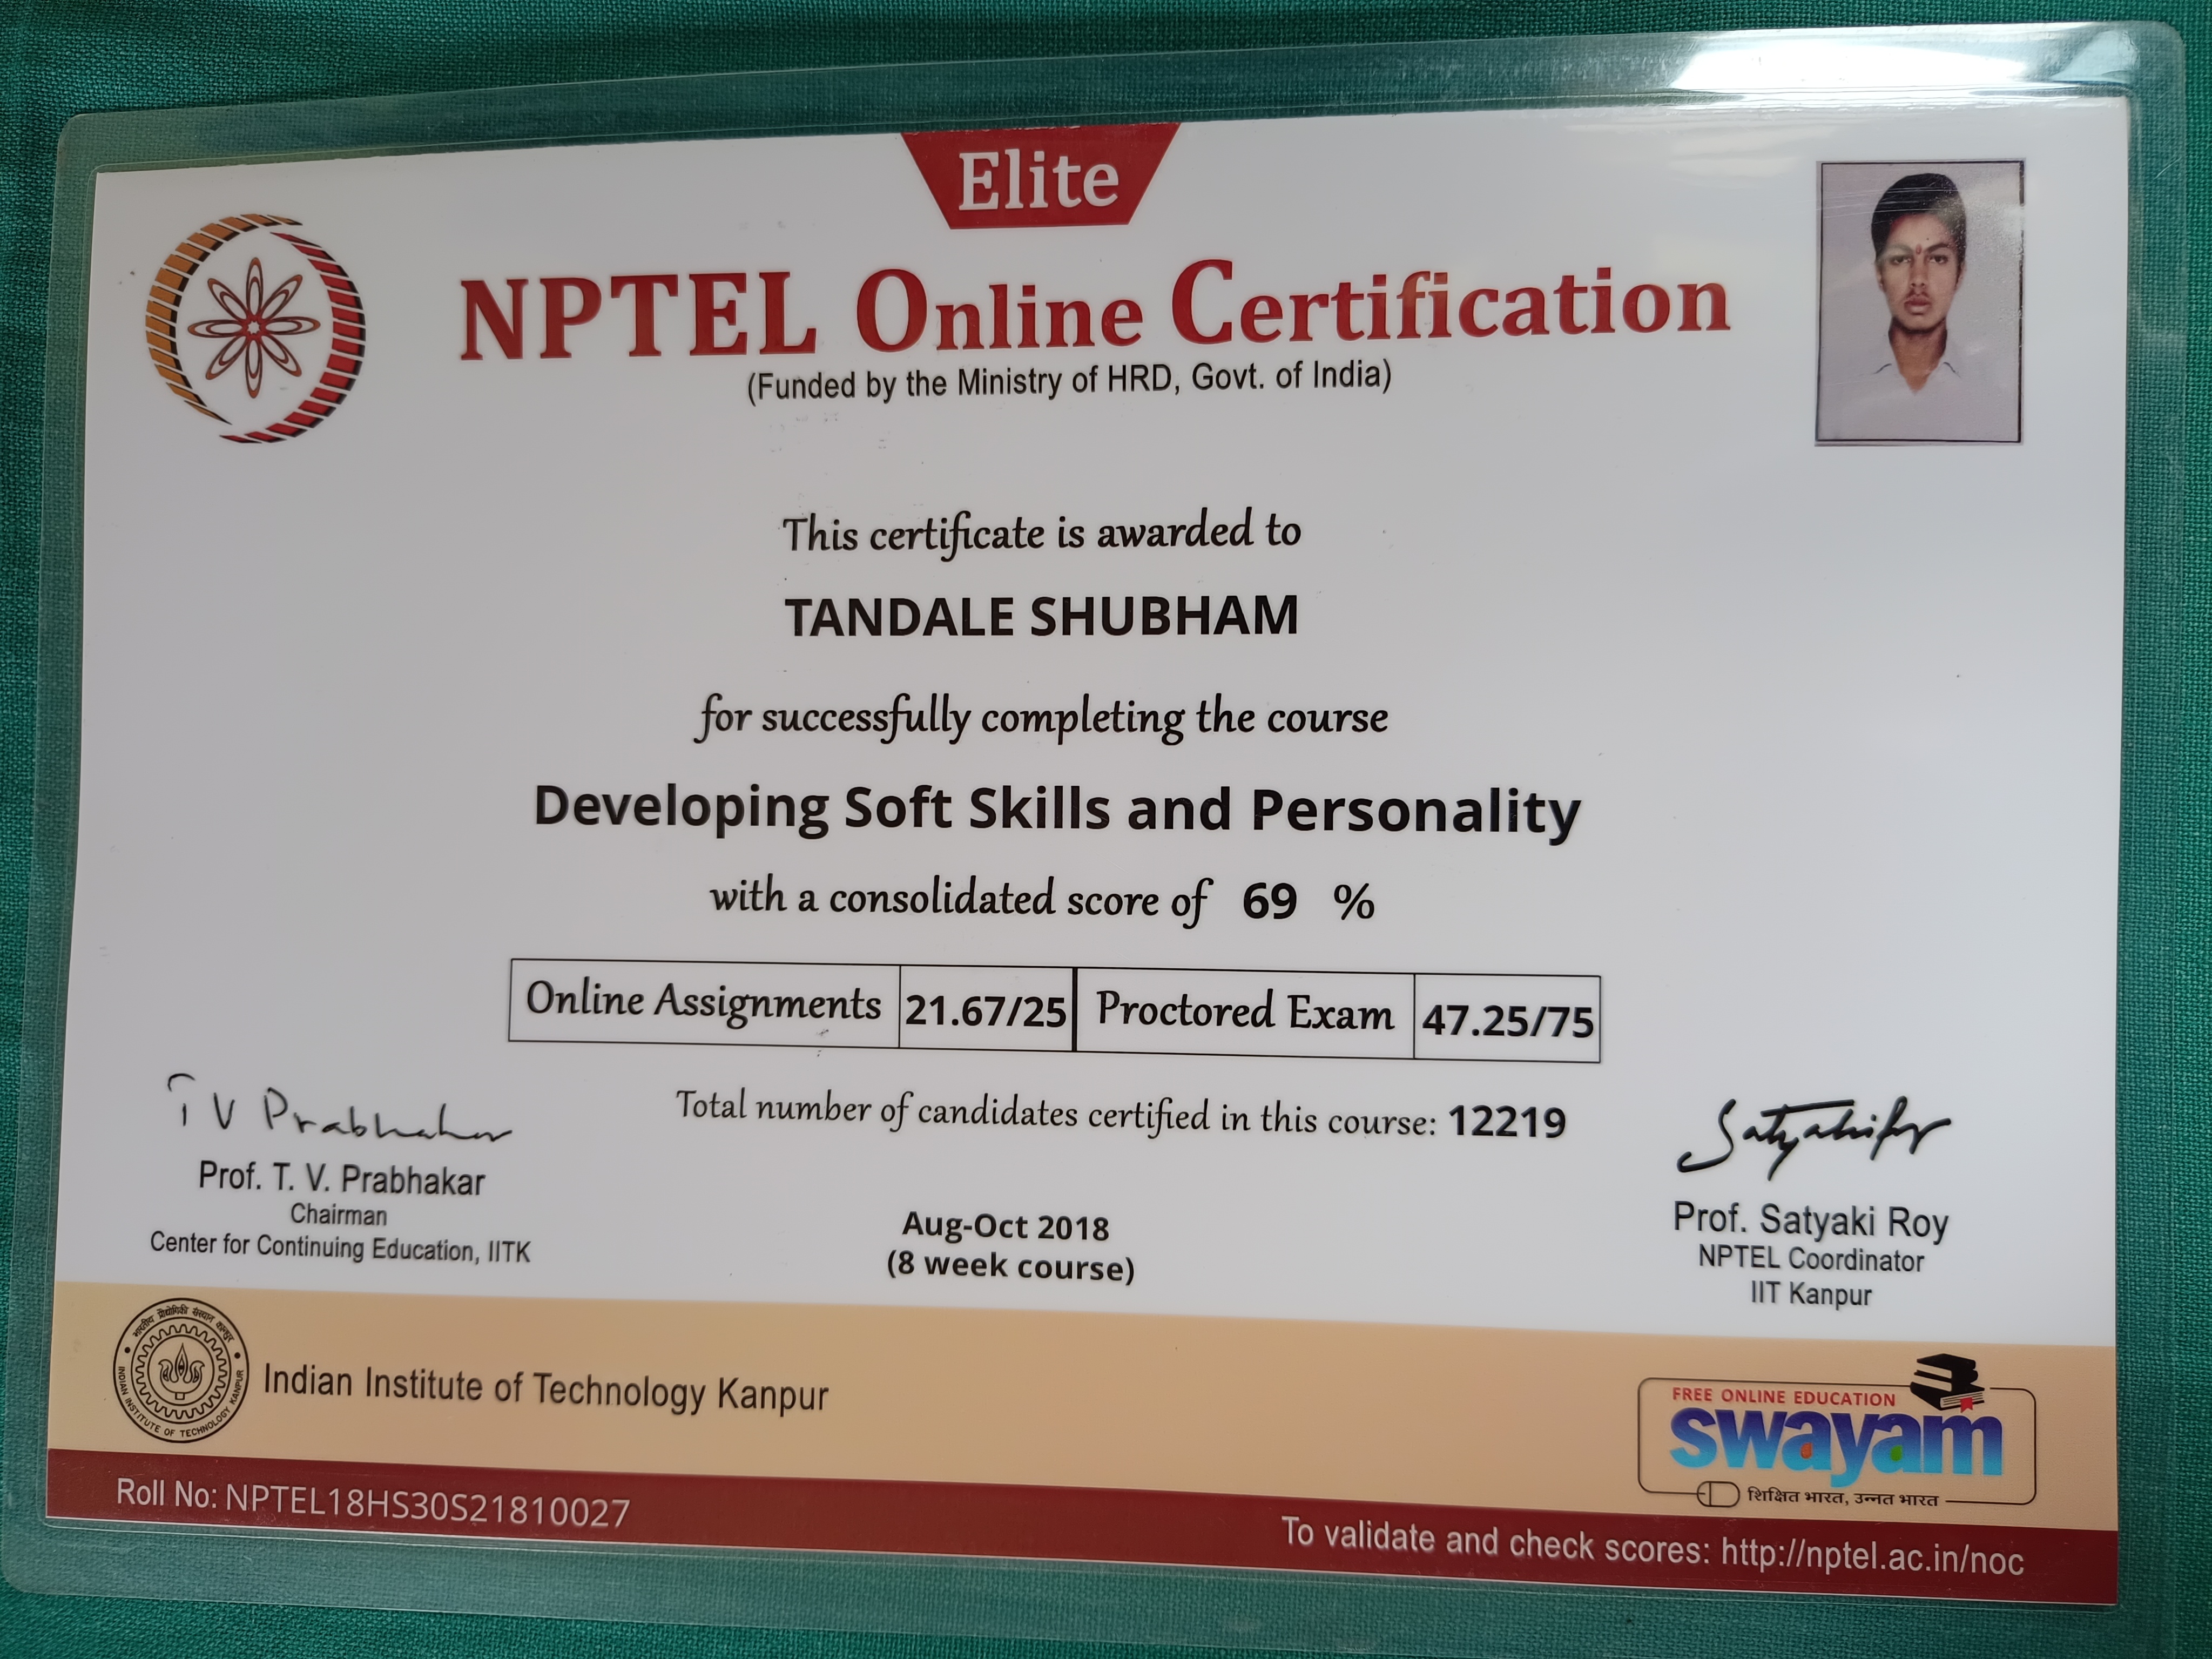 Elite
NPTEL Online Certification
(Funded by the Ministry of HRD, Govt. of India)
This certificate is awarded to
TANDALE SHUBHAM
for successfully completing the course
Developing Soft Skills and Personality
with a consolidated score of 69 %
Online Assignments 21.67/25 Proctored Exam 47.25/75
Total number of candidates certified in this course: 12219
T V Prabhakar
Prof. T. V. Prabhakar
Chairman
Center for Continuing Education, IITK
Aug-Oct 2018
(8 week course)
Prof. Satyaki Roy
NPTEL Coordinator
IIT Kanpur
भारतीय प्रौद्योगिकी संस्थान कानपुर
INDIAN INSTITUTE OF TECHNOLOGY KANPUR
Indian Institute of Technology Kanpur
FREE ONLINE EDUCATION
swayam
शिक्षित भारत, उन्नत भारत
Roll No: NPTEL18HS30S21810027
To validate and check scores: http://nptel.ac.in/noc